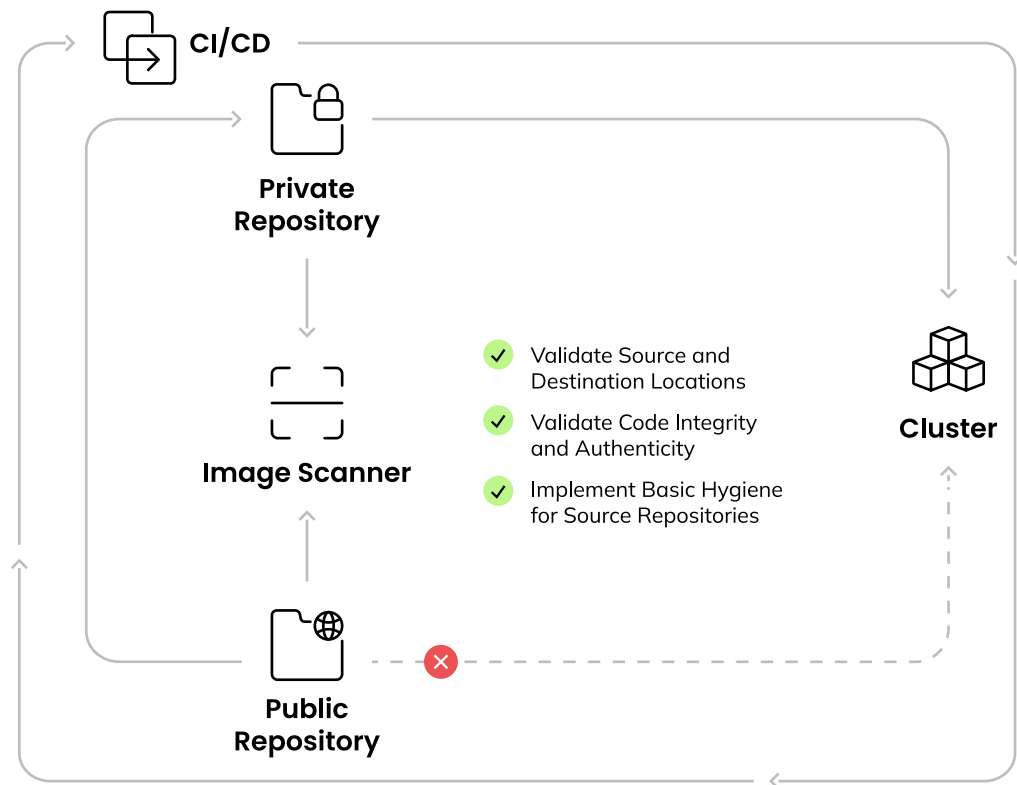 CI/CD
Private
Repository
Image Scanner
Validate Source and
Destination Locations
Validate Code Integrity
and Authenticity
Implement Basic Hygiene
for Source Repositories
Cluster
Public
Repository